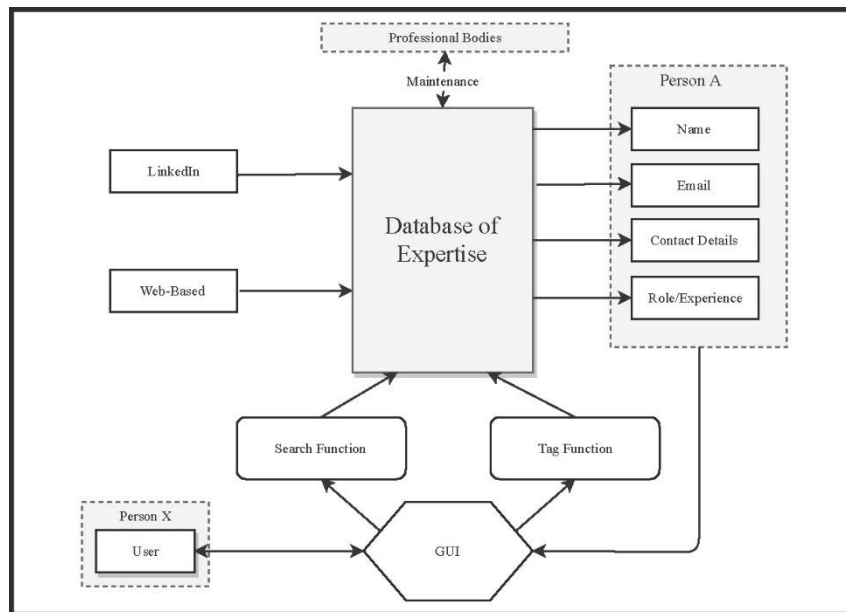 Professional Bodies
Maintenance
Person A
Name
LinkedIn
Email
Database of
Expertise
Contact Details
Web-Based
Role/Experience
Search Function
Tag Function
Person X
User
GUI